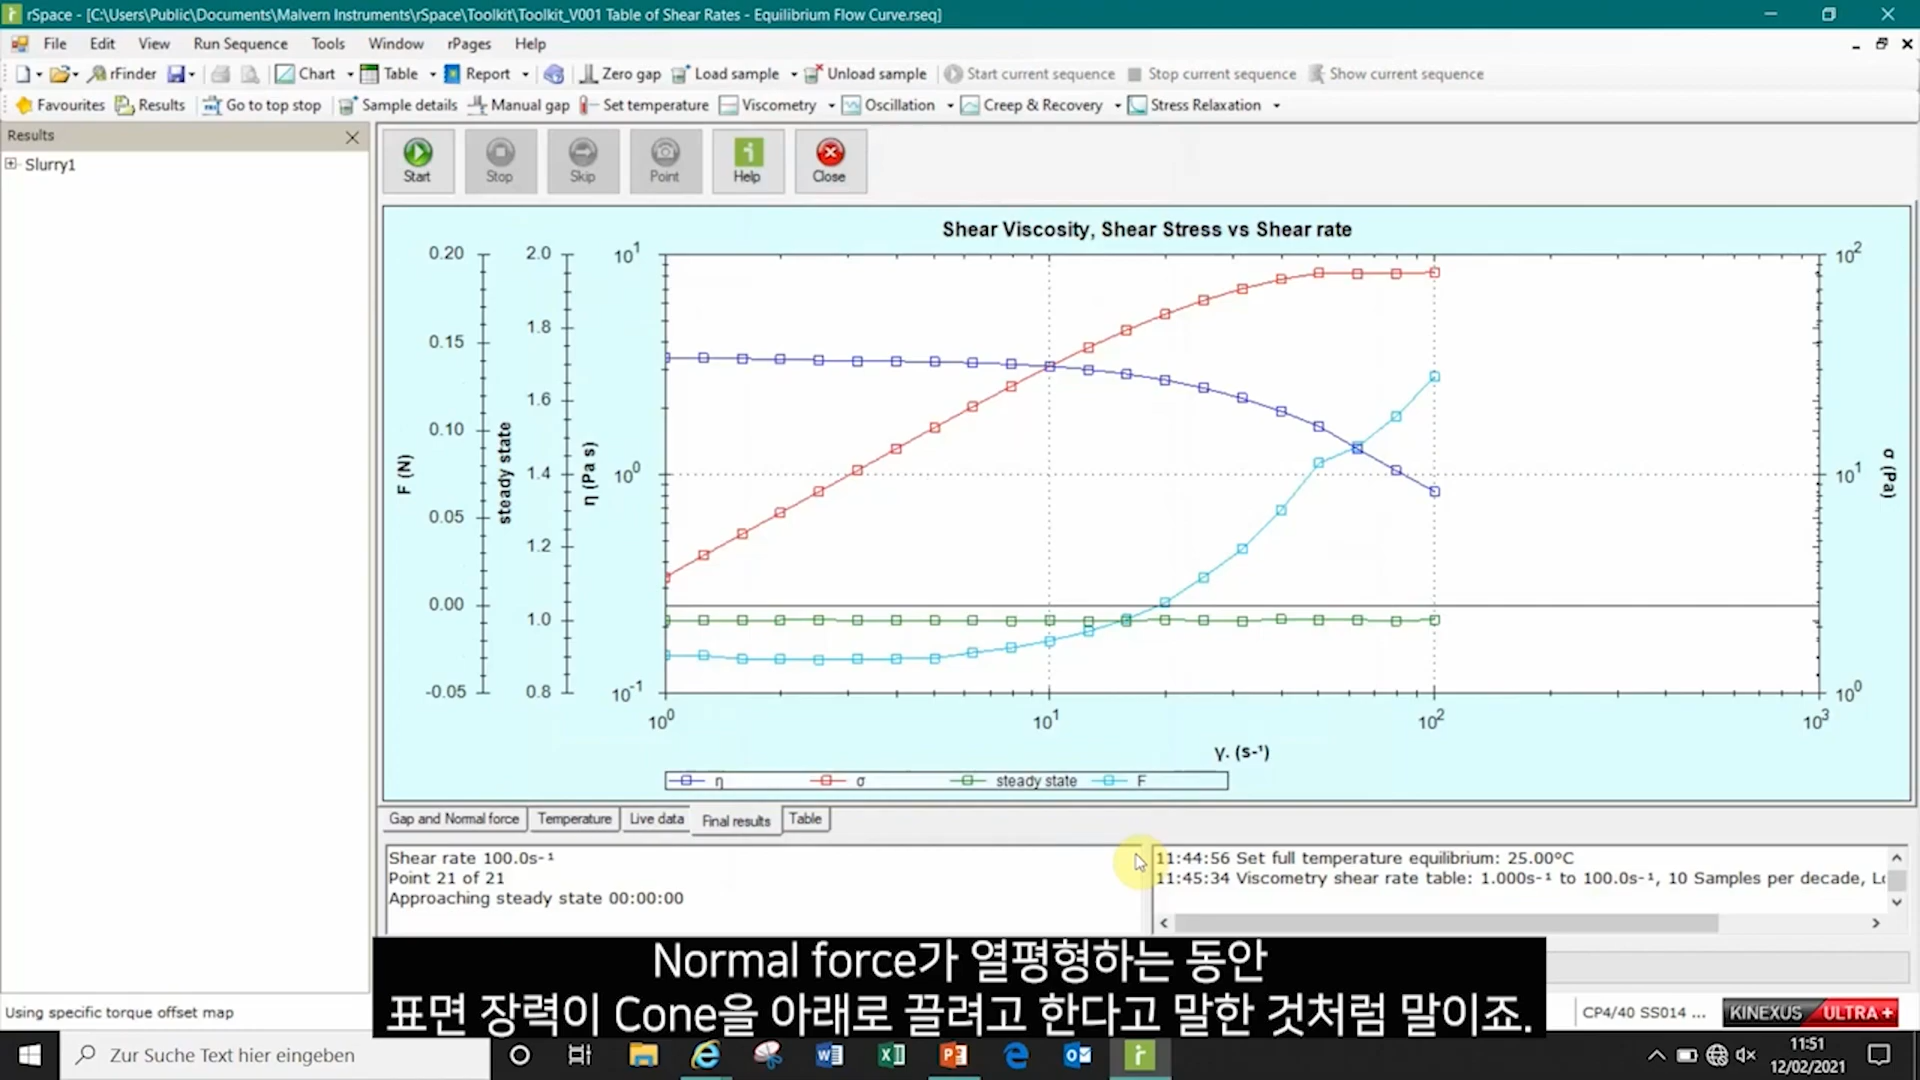 rSpace - [C:\Users\Public\Documents\Malvern Instruments\rSpace\Toolkit\Toolkit_V001 Table of Shear Rates - Equilibrium Flow Curve.rseq]
File Edit View Run Sequence Tools Window rPages Help
rFinder Chart Table Report Zero gap Load sample Unload sample Start current sequence Stop current sequence Show current sequence
Favourites Results Go to top stop Sample details Manual gap Set temperature Viscometry Oscillation Creep & Recovery Stress Relaxation
Results
Slurry1
Start Stop Skip Point Help Close
Shear Viscosity, Shear Stress vs Shear rate
0.20 2.0 10¹ 10²
1.8
0.15
1.6
0.10
F (N) steady state 1.4 η (Pa s) 10⁰ 10¹ σ (Pa)
0.05
1.2
0.00 1.0
-0.05 0.8 10⁻¹ 10⁰
10⁰ 10¹ 10² 10³
γ. (s-¹)
η σ steady state F
Gap and Normal force Temperature Live data Final results Table
Shear rate 100.0s-¹
Point 21 of 21
Approaching steady state 00:00:00
11:44:56 Set full temperature equilibrium: 25.00°C
11:45:34 Viscometry shear rate table: 1.000s-¹ to 100.0s-¹, 10 Samples per decade,
Normal force가 열평형하는 동안
표면 장력이 Cone을 아래로 끌려고 한다고 말한 것처럼 말이죠.
Using specific torque offset map
CP4/40 SS014 ... KINEXUS ULTRA+
Zur Suche Text hier eingeben
11:51
12/02/2021